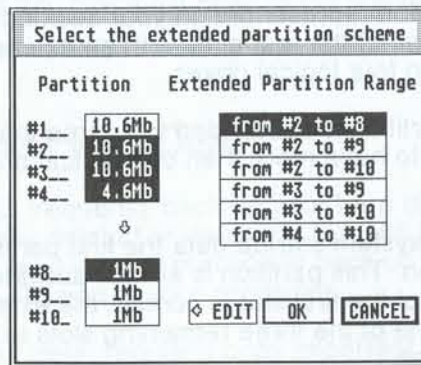 Select the extended partition scheme
Partition Extended Partition Range
#1__ 10.6Mb from #2 to #8
#2__ 10.6Mb from #2 to #9
#3__ 10.6Mb from #2 to #10
#4__ 4.6Mb from #3 to #9
from #3 to #10
⇩ from #4 to #10
#8__ 1Mb
#9__ 1Mb
#10_ 1Mb ◇ EDIT OK CANCEL